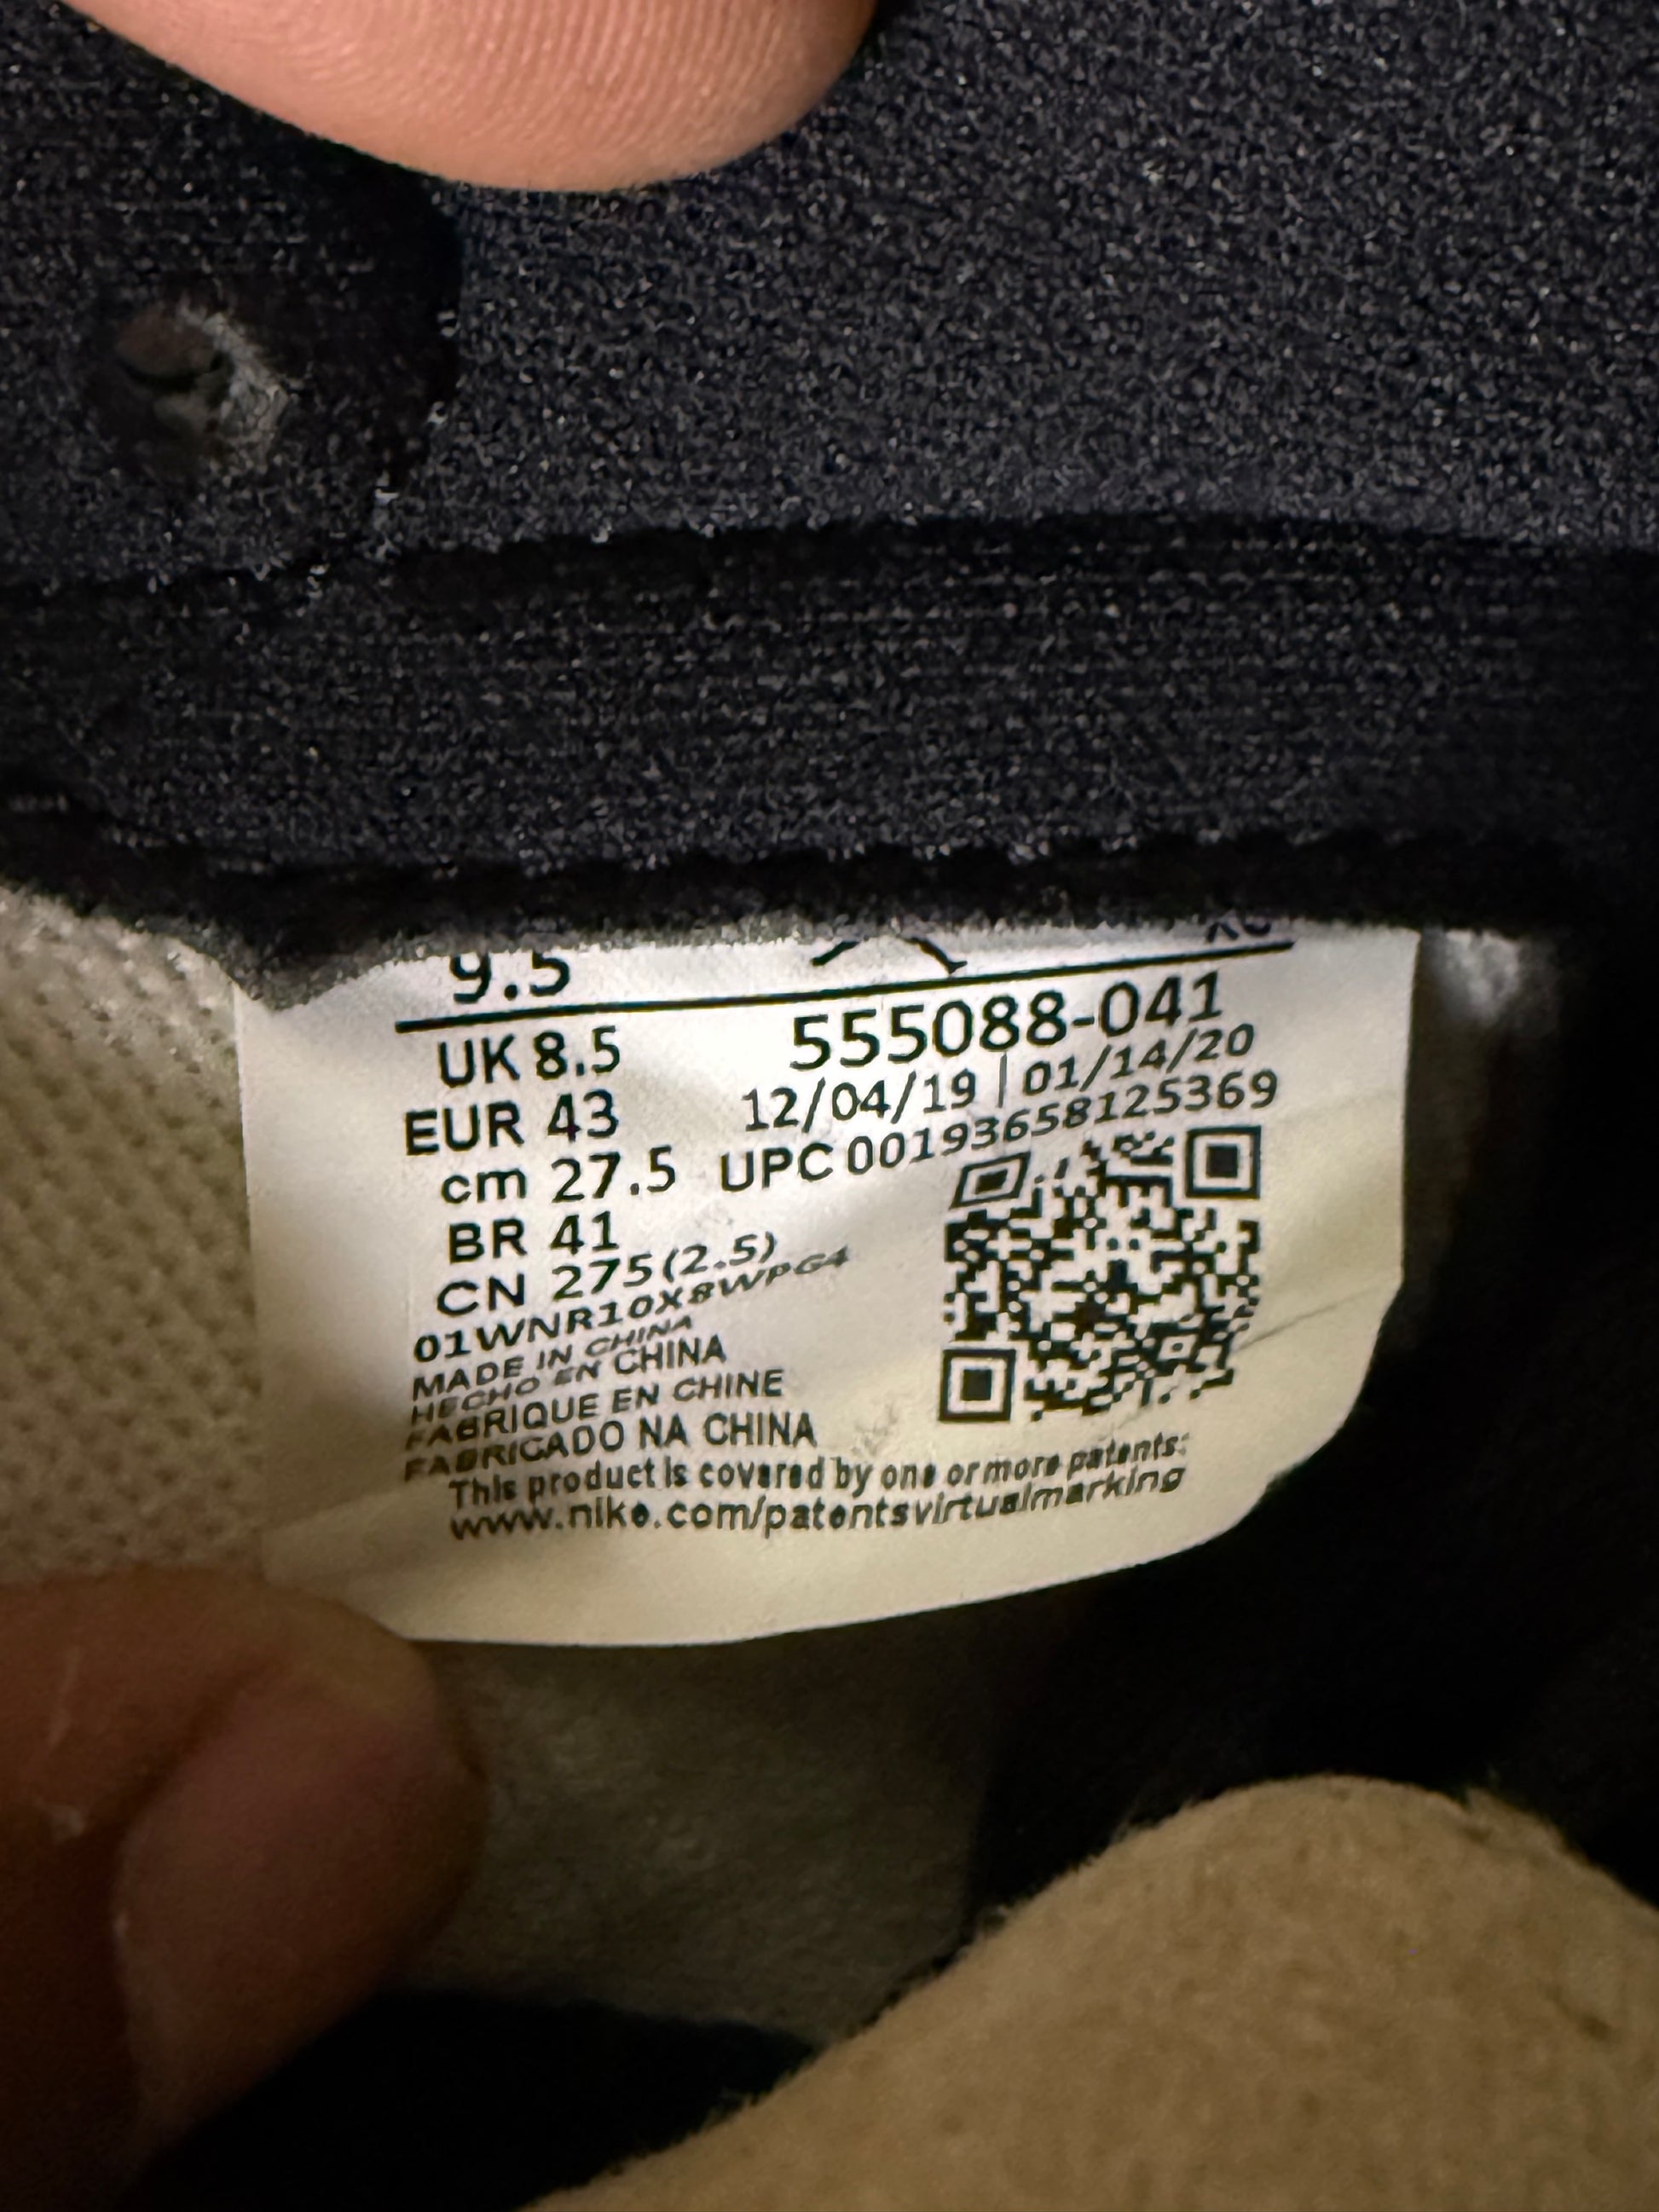 9.5
UK 8.5 555088-041
EUR 43 12/04/19 | 01/14/20
cm 27.5 UPC 00193658125369
BR 41
CN 275(2.5)
01WNR10X8WPG4
MADE IN CHINA
HECHO EN CHINA
FABRIQUE EN CHINE
FABRICADO NA CHINA
This product is covered by one or more patents:
www.nike.com/patentsvirtualmarking